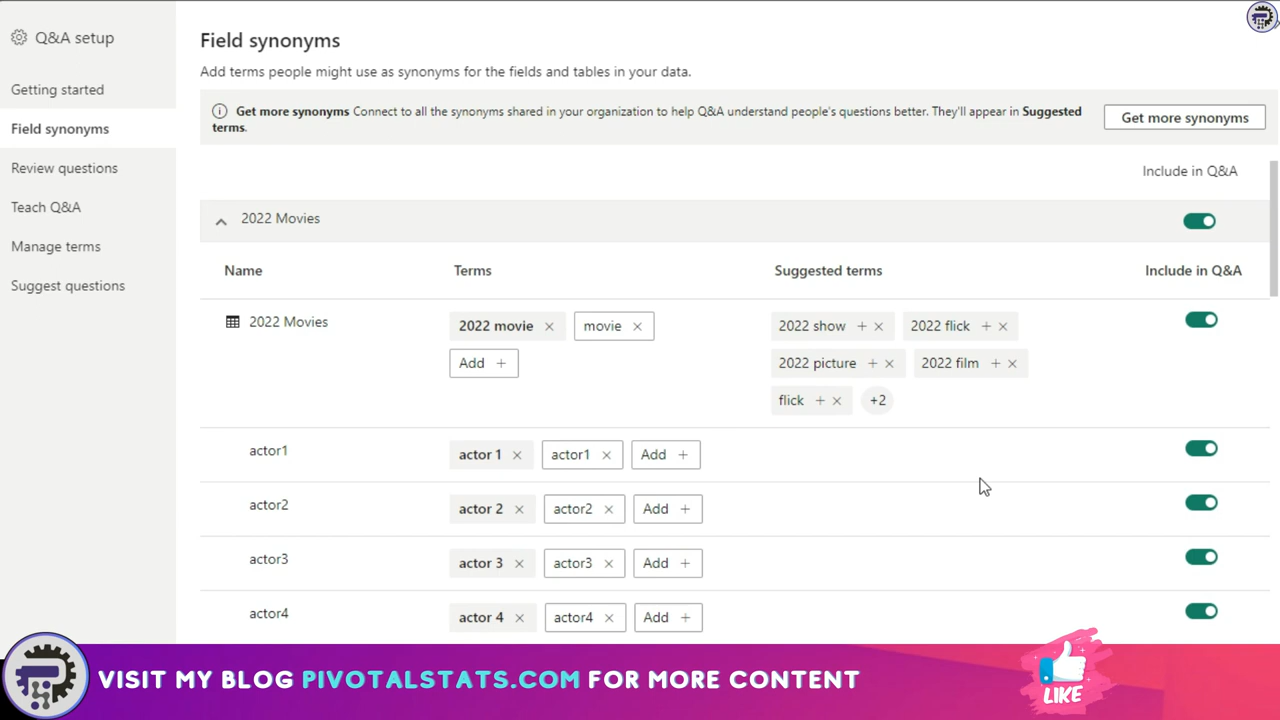 Q&A setup
Getting started
Field synonyms
Review questions
Teach Q&A
Manage terms
Suggest questions
Field synonyms
Add terms people might use as synonyms for the fields and tables in your data.
Get more synonyms Connect to all the synonyms shared in your organization to help Q&A understand people's questions better. They'll appear in Suggested
terms.
Get more synonyms
Include in Q&A
2022 Movies
Name Terms Suggested terms Include in Q&A
2022 Movies 2022 movie × movie × 2022 show + × 2022 flick + ×
Add + 2022 picture + × 2022 film + ×
flick + × +2
actor1 actor 1 × actor1 × Add +
actor2 actor 2 × actor2 × Add +
actor3 actor 3 × actor3 × Add +
actor4 actor 4 × actor4 × Add +
VISIT MY BLOG PIVOTALSTATS.COM FOR MORE CONTENT
LIKE